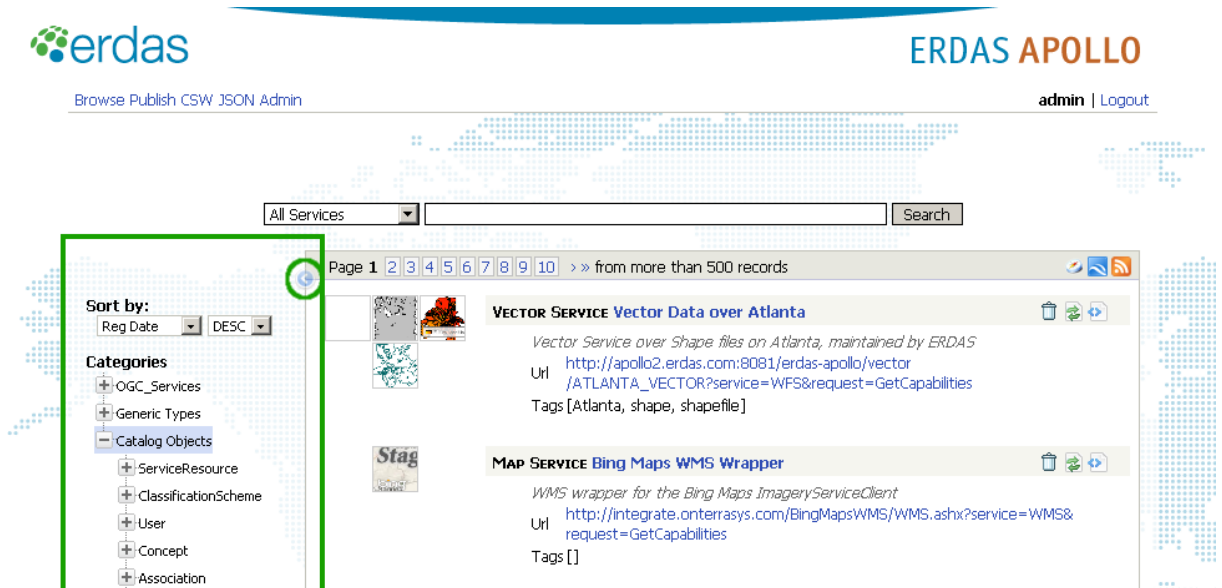 erdas
ERDAS APOLLO
Browse Publish CSW JSON Admin
admin | Logout
All Services
Search
Page 1 2 3 4 5 6 7 8 9 10 > » from more than 500 records
Sort by:
Reg Date DESC
Categories
OGC_Services
Generic Types
Catalog Objects
ServiceResource
ClassificationScheme
User
Concept
Association
VECTOR SERVICE Vector Data over Atlanta
Vector Service over Shape files on Atlanta, maintained by ERDAS
Url http://apollo2.erdas.com:8081/erdas-apollo/vector
/ATLANTA_VECTOR?service=WFS&request=GetCapabilities
Tags [Atlanta, shape, shapefile]
Stag
MAP SERVICE Bing Maps WMS Wrapper
WMS wrapper for the Bing Maps ImageryServiceClient
Url http://integrate.onterrasys.com/BingMapsWMS/WMS.ashx?service=WMS&
request=GetCapabilities
Tags []